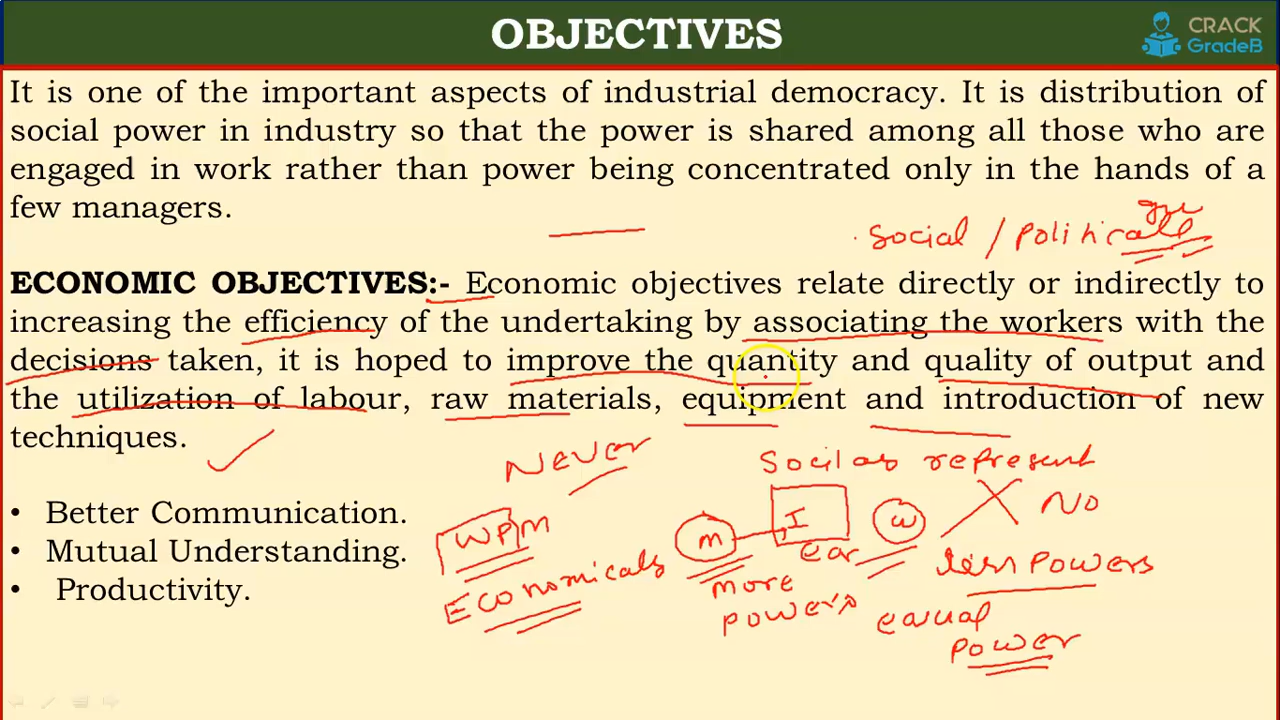 OBJECTIVES
CRACK
GradeB
It is one of the important aspects of industrial democracy. It is distribution of
social power in industry so that the power is shared among all those who are
engaged in work rather than power being concentrated only in the hands of a
few managers.
social / political
ECONOMIC OBJECTIVES:- Economic objectives relate directly or indirectly to
increasing the efficiency of the undertaking by associating the workers with the
decisions taken, it is hoped to improve the quantity and quality of output and
the utilization of labour, raw materials, equipment and introduction of new
techniques.
NEVER
represent
• Better Communication.
WPM
m
I
w
NO
• Mutual Understanding.
Economicals
less Powers
• Productivity.
more
powers
power